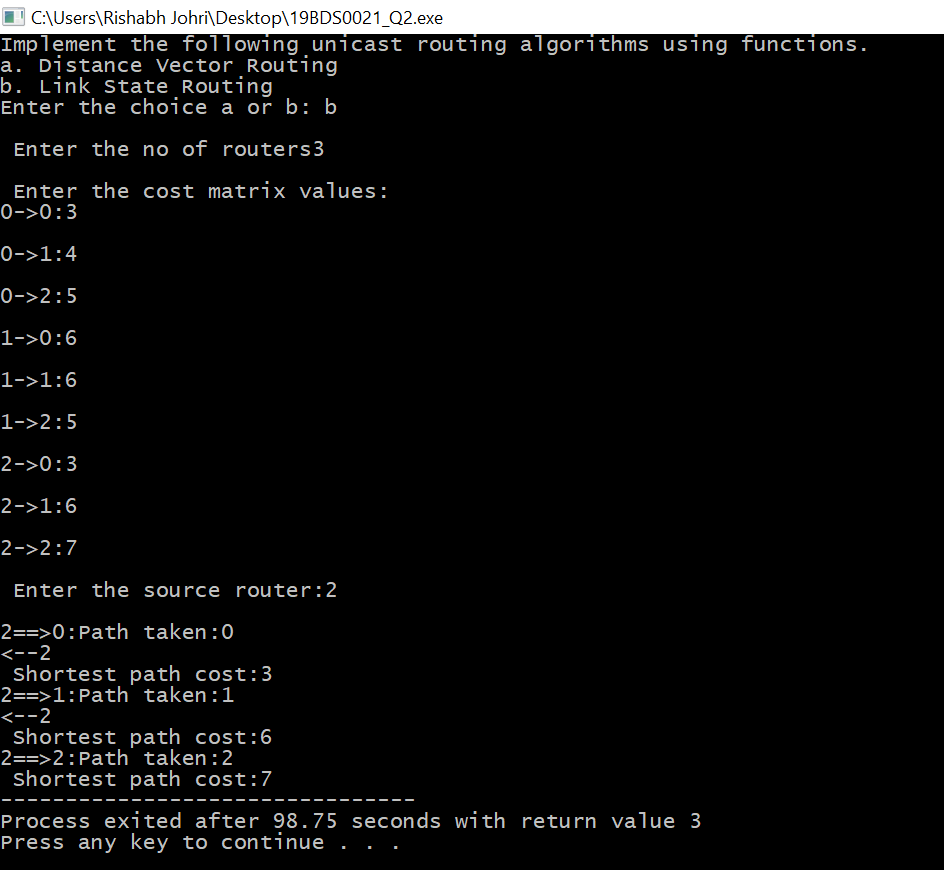 C:\Users\Rishabh Johri\Desktop\19BDS0021_Q2.exe
Implement the following unicast routing algorithms using functions.
a. Distance Vector Routing
b. Link State Routing
Enter the choice a or b: b
Enter the no of routers3
Enter the cost matrix values:
0->0:3
0->1:4
0->2:5
1->0:6
1->1:6
1->2:5
2->0:3
2->1:6
2->2:7
Enter the source router:2
2==>0:Path taken:0
<--2
Shortest path cost:3
2==>1:Path taken:1
<--2
Shortest path cost:6
2==>2:Path taken:2
Shortest path cost:7
--------------------------------
Process exited after 98.75 seconds with return value 3
Press any key to continue . . .